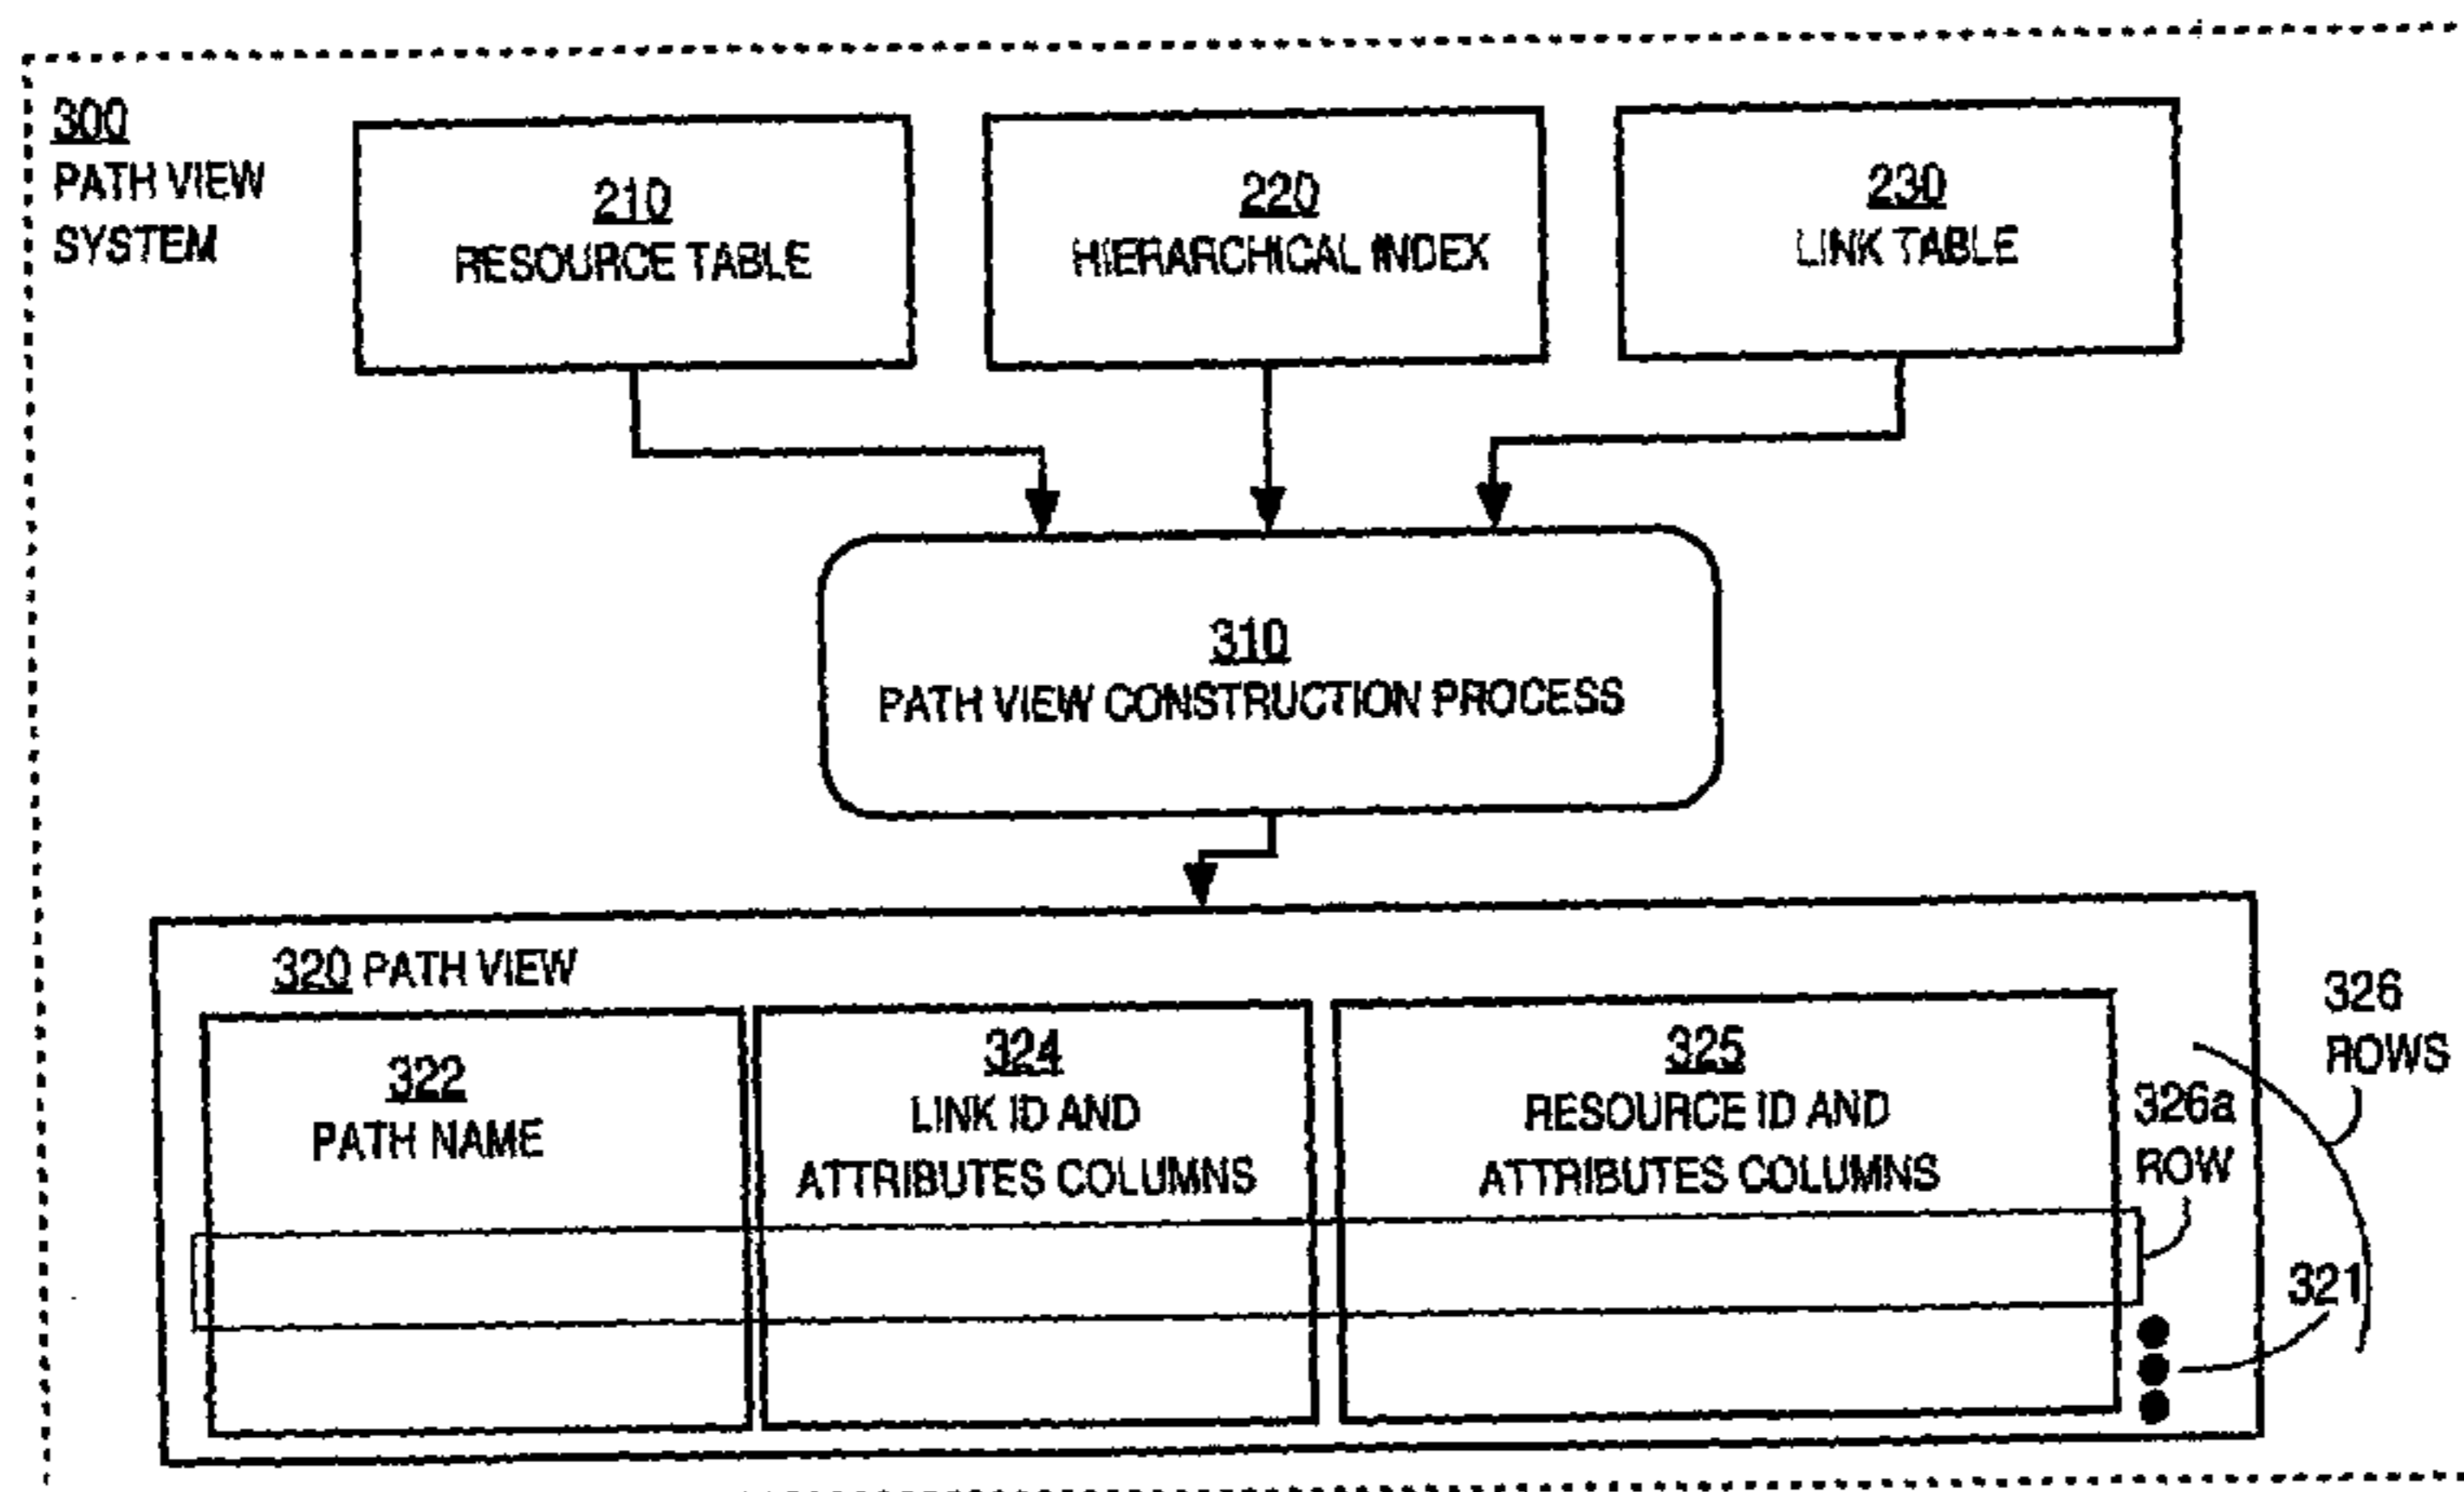 300
PATH VIEW
SYSTEM
210
RESOURCE TABLE
220
HIERARCHICAL INDEX
230
LINK TABLE
310
PATH VIEW CONSTRUCTION PROCESS
320 PATH VIEW
322
PATH NAME
324
LINK ID AND
ATTRIBUTES COLUMNS
325
RESOURCE ID AND
ATTRIBUTES COLUMNS
326
ROWS
326a
ROW
321